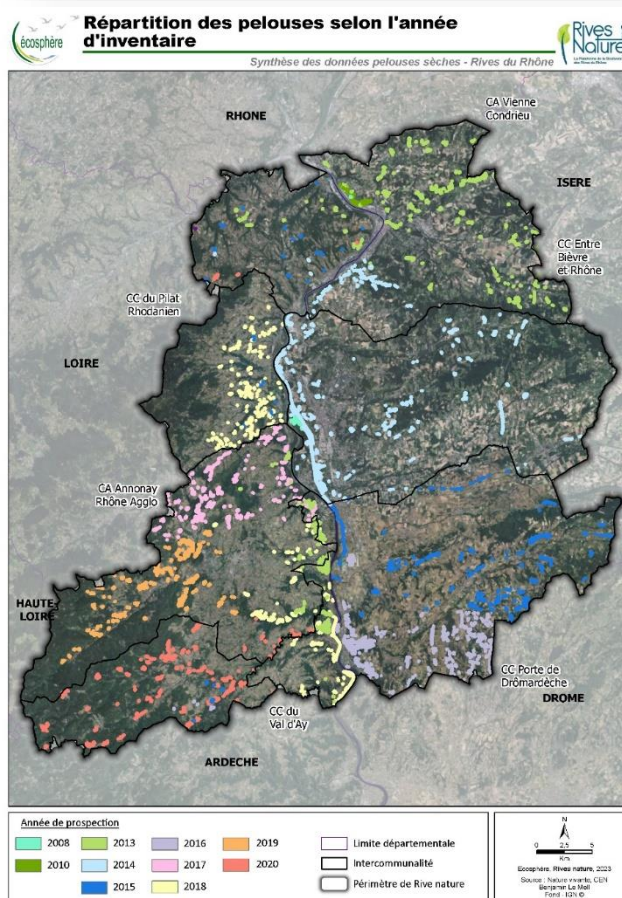 écosphère
Répartition des pelouses selon l'année
d'inventaire
Rives
Nature
Synthèse des données pelouses sèches - Rives du Rhône
RHONE
CA Vienne
Condrieu
ISERE
CC Entre
Bièvre
et Rhône
CC du Pilat
Rhodanien
LOIRE
CA Annonay
Rhône Agglo
HAUTE-
LOIRE
CC Porte de
DrômArdèche
DROME
CC du
Val d'Ay
ARDECHE
Année de prospection
2008 2013 2016 2019 Limite départementale
2010 2014 2017 2020 Intercommunalité
2015 2018 Périmètre de Rive nature
N
0 2,5 5
Km
Ecosphère, Rives nature, 2023
Source : Nature vivante, CEN
Benjamin Le Mell
Fond : IGN ©